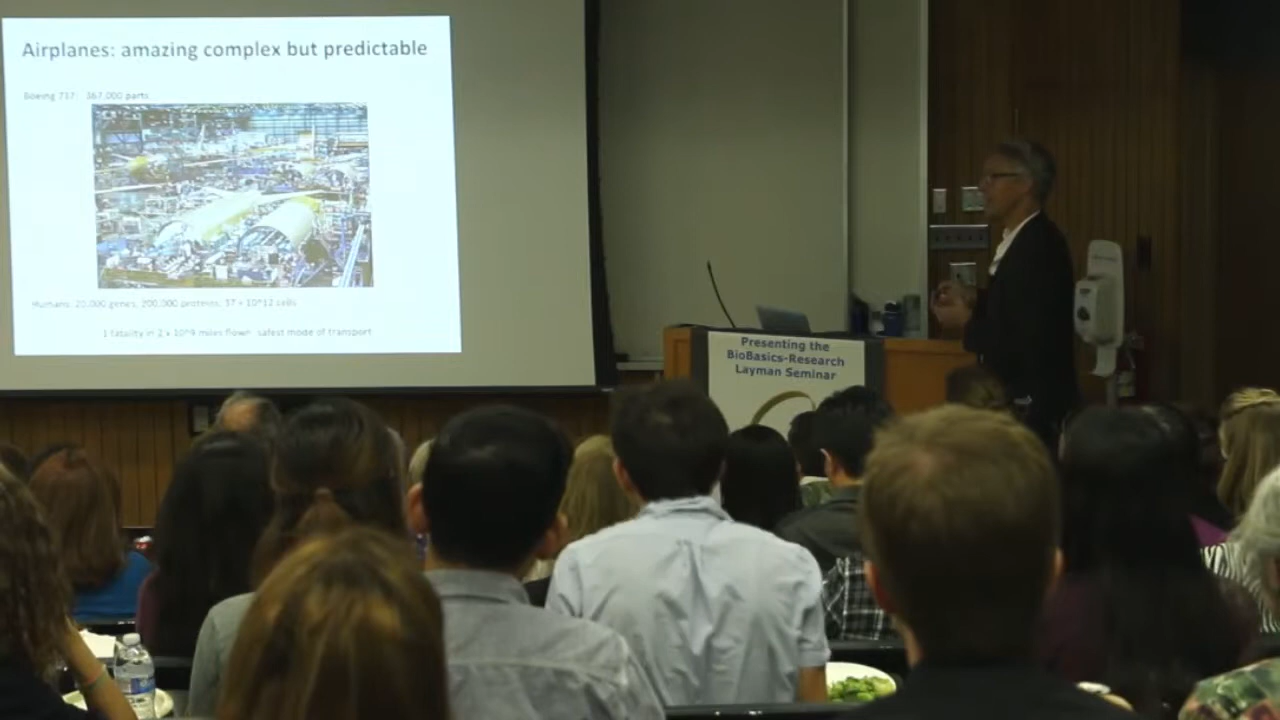 Airplanes: amazing complex but predictable
Boeing 737: 367,000 parts
Humans: 20,000 genes, 200,000 proteins, 37 x 10^12 cells
1 fatality in 2 x 10^9 miles flown safest mode of transport
Presenting the
BioBasics-Research
Layman Seminar